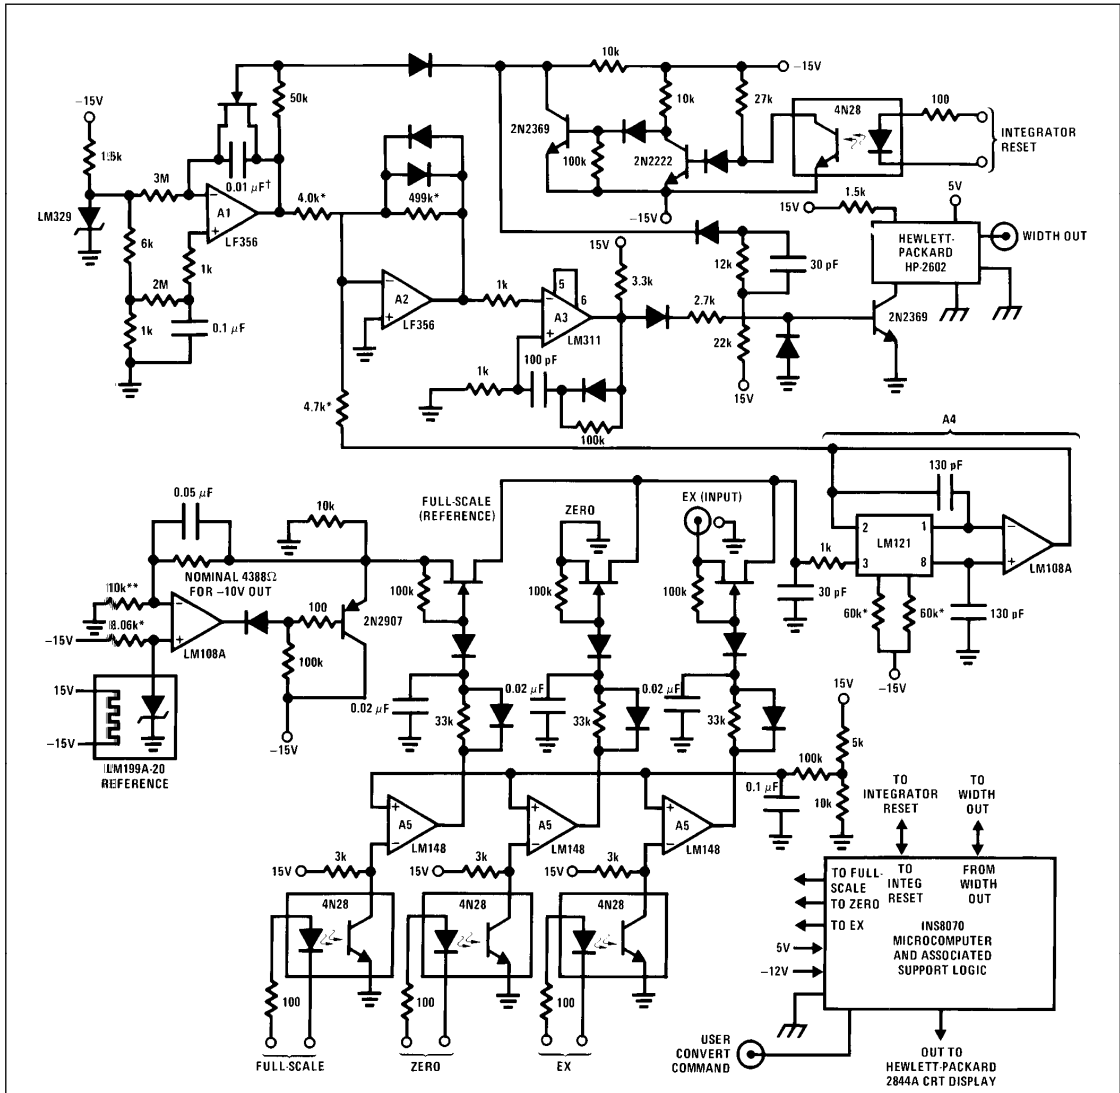 10k
−15V
50k
10k
27k
4N28
100
INTEGRATOR
RESET
2N2369
100k
2N2222
−15V
−15V
1.6k
3M
0.01 µF†
LM329
A1
LF356
6k
1k
2M
1k
0.1 µF
4.0k*
499k*
A2
LF356
1k
15V
3.3k
5
6
A3
LM311
100 pF
1k
100k
12k
30 pF
2.7k
22k
15V
15V
1.5k
5V
HEWLETT-
PACKARD
HP-2602
WIDTH OUT
2N2369
4.7k*
A4
130 pF
2
1
LM121
3
8
1k
30 pF
60k*
60k*
130 pF
−15V
LM108A
0.05 µF
10k
NOMINAL 4388Ω
FOR −10V OUT
10k**
8.06k*
−15V
LM108A
100
2N2907
100k
−15V
15V
−15V
LM199A-20
REFERENCE
FULL-SCALE
(REFERENCE)
ZERO
EX (INPUT)
100k
100k
100k
0.02 µF
0.02 µF
0.02 µF
33k
33k
33k
15V
5k
100k
10k
0.1 µF
A5
LM148
A5
LM148
A5
LM148
15V
3k
15V
3k
15V
3k
4N28
4N28
4N28
100
100
100
FULL-SCALE
ZERO
EX
TO
INTEGRATOR
RESET
TO
WIDTH
OUT
TO FULL-
SCALE
TO ZERO
TO EX
TO
INTEG
RESET
FROM
WIDTH
OUT
INS8070
MICROCOMPUTER
AND ASSOCIATED
SUPPORT LOGIC
5V
−12V
USER
CONVERT
COMMAND
OUT TO
HEWLETT-PACKARD
2844A CRT DISPLAY